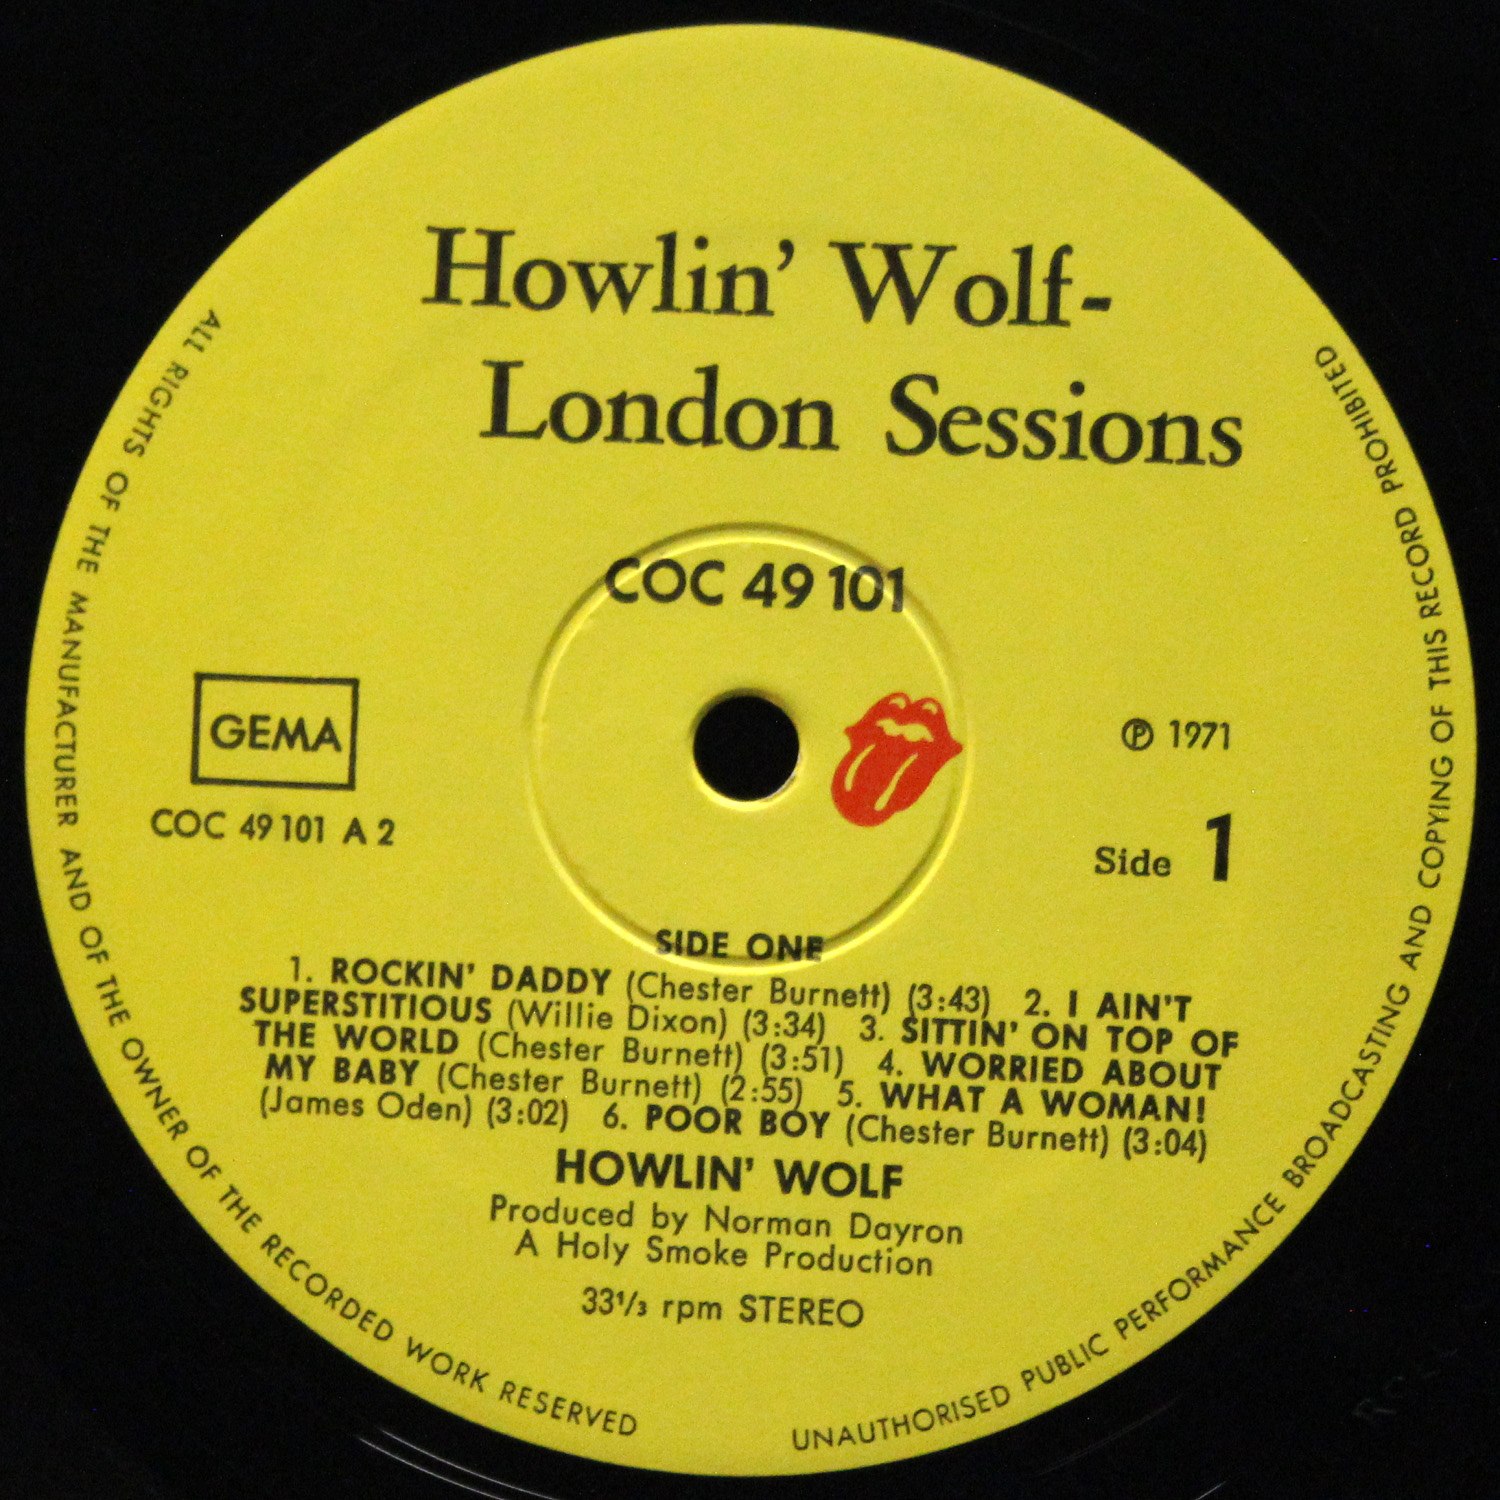 Howlin' Wolf-
London Sessions
COC 49 101
GEMA
COC 49 101 A 2
℗ 1971
Side 1
SIDE ONE
1. ROCKIN' DADDY (Chester Burnett) (3:43) 2. I AIN'T
SUPERSTITIOUS (Willie Dixon) (3:34) 3. SITTIN' ON TOP OF
THE WORLD (Chester Burnett) (3:51) 4. WORRIED ABOUT
MY BABY (Chester Burnett) (2:55) 5. WHAT A WOMAN!
(James Oden) (3:02) 6. POOR BOY (Chester Burnett) (3:04)
HOWLIN' WOLF
Produced by Norman Dayron
A Holy Smoke Production
33⅓ rpm STEREO
ALL RIGHTS OF THE MANUFACTURER AND OF THE OWNER OF THE RECORDED WORK RESERVED
UNAUTHORISED PUBLIC PERFORMANCE BROADCASTING AND COPYING OF THIS RECORD PROHIBITED